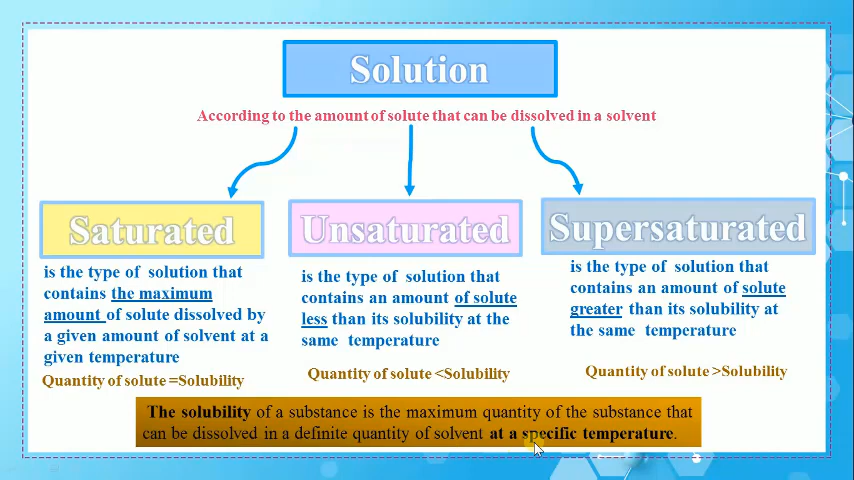 Solution
According to the amount of solute that can be dissolved in a solvent
Saturated
is the type of solution that
contains the maximum
amount of solute dissolved by
a given amount of solvent at a
given temperature
Quantity of solute =Solubility
Unsaturated
is the type of solution that
contains an amount of solute
less than its solubility at the
same temperature
Quantity of solute <Solubility
Supersaturated
is the type of solution that
contains an amount of solute
greater than its solubility at
the same temperature
Quantity of solute >Solubility
The solubility of a substance is the maximum quantity of the substance that
can be dissolved in a definite quantity of solvent at a specific temperature.